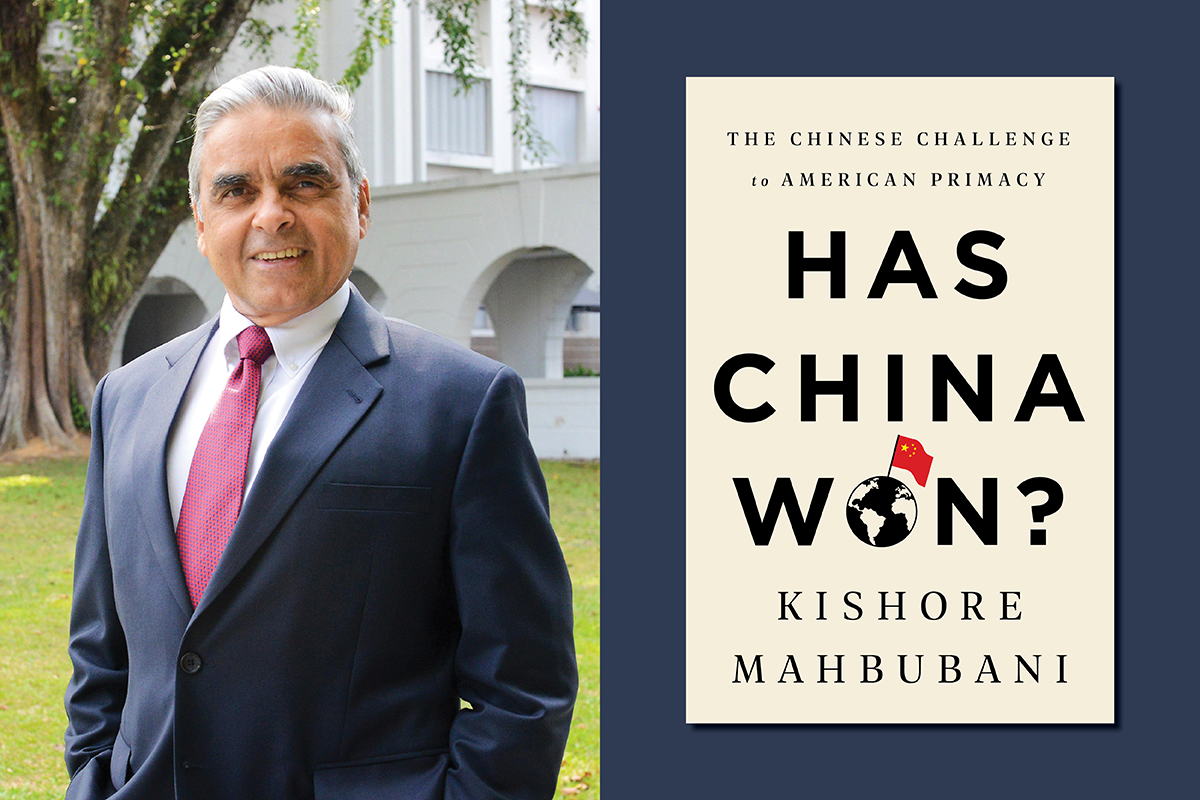 THE CHINESE CHALLENGE
to AMERICAN PRIMACY
HAS
CHINA
WON?
KISHORE
MAHBUBANI